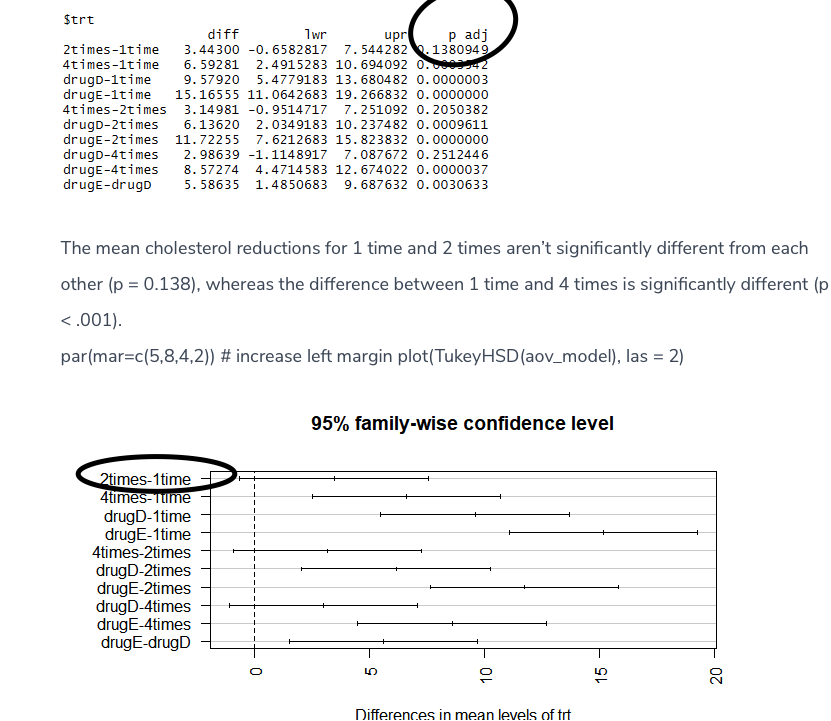 $trt
diff lwr upr p adj
2times-1time 3.44300 -0.6582817 7.544282 0.1380949
4times-1time 6.59281 2.4915283 10.694092 0.0003542
drugD-1time 9.57920 5.4779183 13.680482 0.0000003
drugE-1time 15.16555 11.0642683 19.266832 0.0000000
4times-2times 3.14981 -0.9514717 7.251092 0.2050382
drugD-2times 6.13620 2.0349183 10.237482 0.0009611
drugE-2times 11.72255 7.6212683 15.823832 0.0000000
drugD-4times 2.98639 -1.1148917 7.087672 0.2512446
drugE-4times 8.57274 4.4714583 12.674022 0.0000037
drugE-drugD 5.58635 1.4850683 9.687632 0.0030633
The mean cholesterol reductions for 1 time and 2 times aren’t significantly different from each
other (p = 0.138), whereas the difference between 1 time and 4 times is significantly different (p
< .001).
par(mar=c(5,8,4,2)) # increase left margin plot(TukeyHSD(aov_model), las = 2)
95% family-wise confidence level
2times-1time
4times-1time
drugD-1time
drugE-1time
4times-2times
drugD-2times
drugE-2times
drugD-4times
drugE-4times
drugE-drugD
0 5 10 15 20
Differences in mean levels of trt